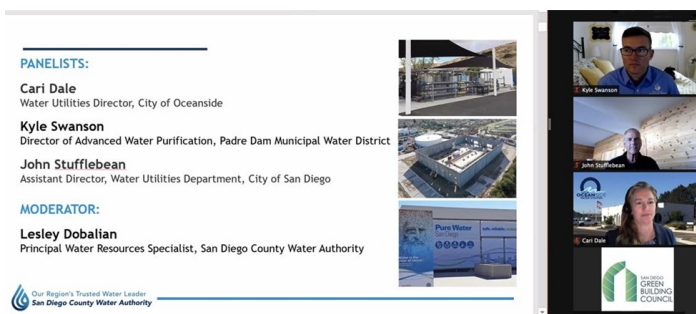 PANELISTS:
Cari Dale
Water Utilities Director, City of Oceanside
Kyle Swanson
Director of Advanced Water Purification, Padre Dam Municipal Water District
John Stufflebean
Assistant Director, Water Utilities Department, City of San Diego
MODERATOR:
Lesley Dobalian
Principal Water Resources Specialist, San Diego County Water Authority
Our Region's Trusted Water Leader
San Diego County Water Authority
Pure Water
San Diego
Kyle Swanson
John Stufflebean
Cari Dale
SAN DIEGO
GREEN
BUILDING
COUNCIL